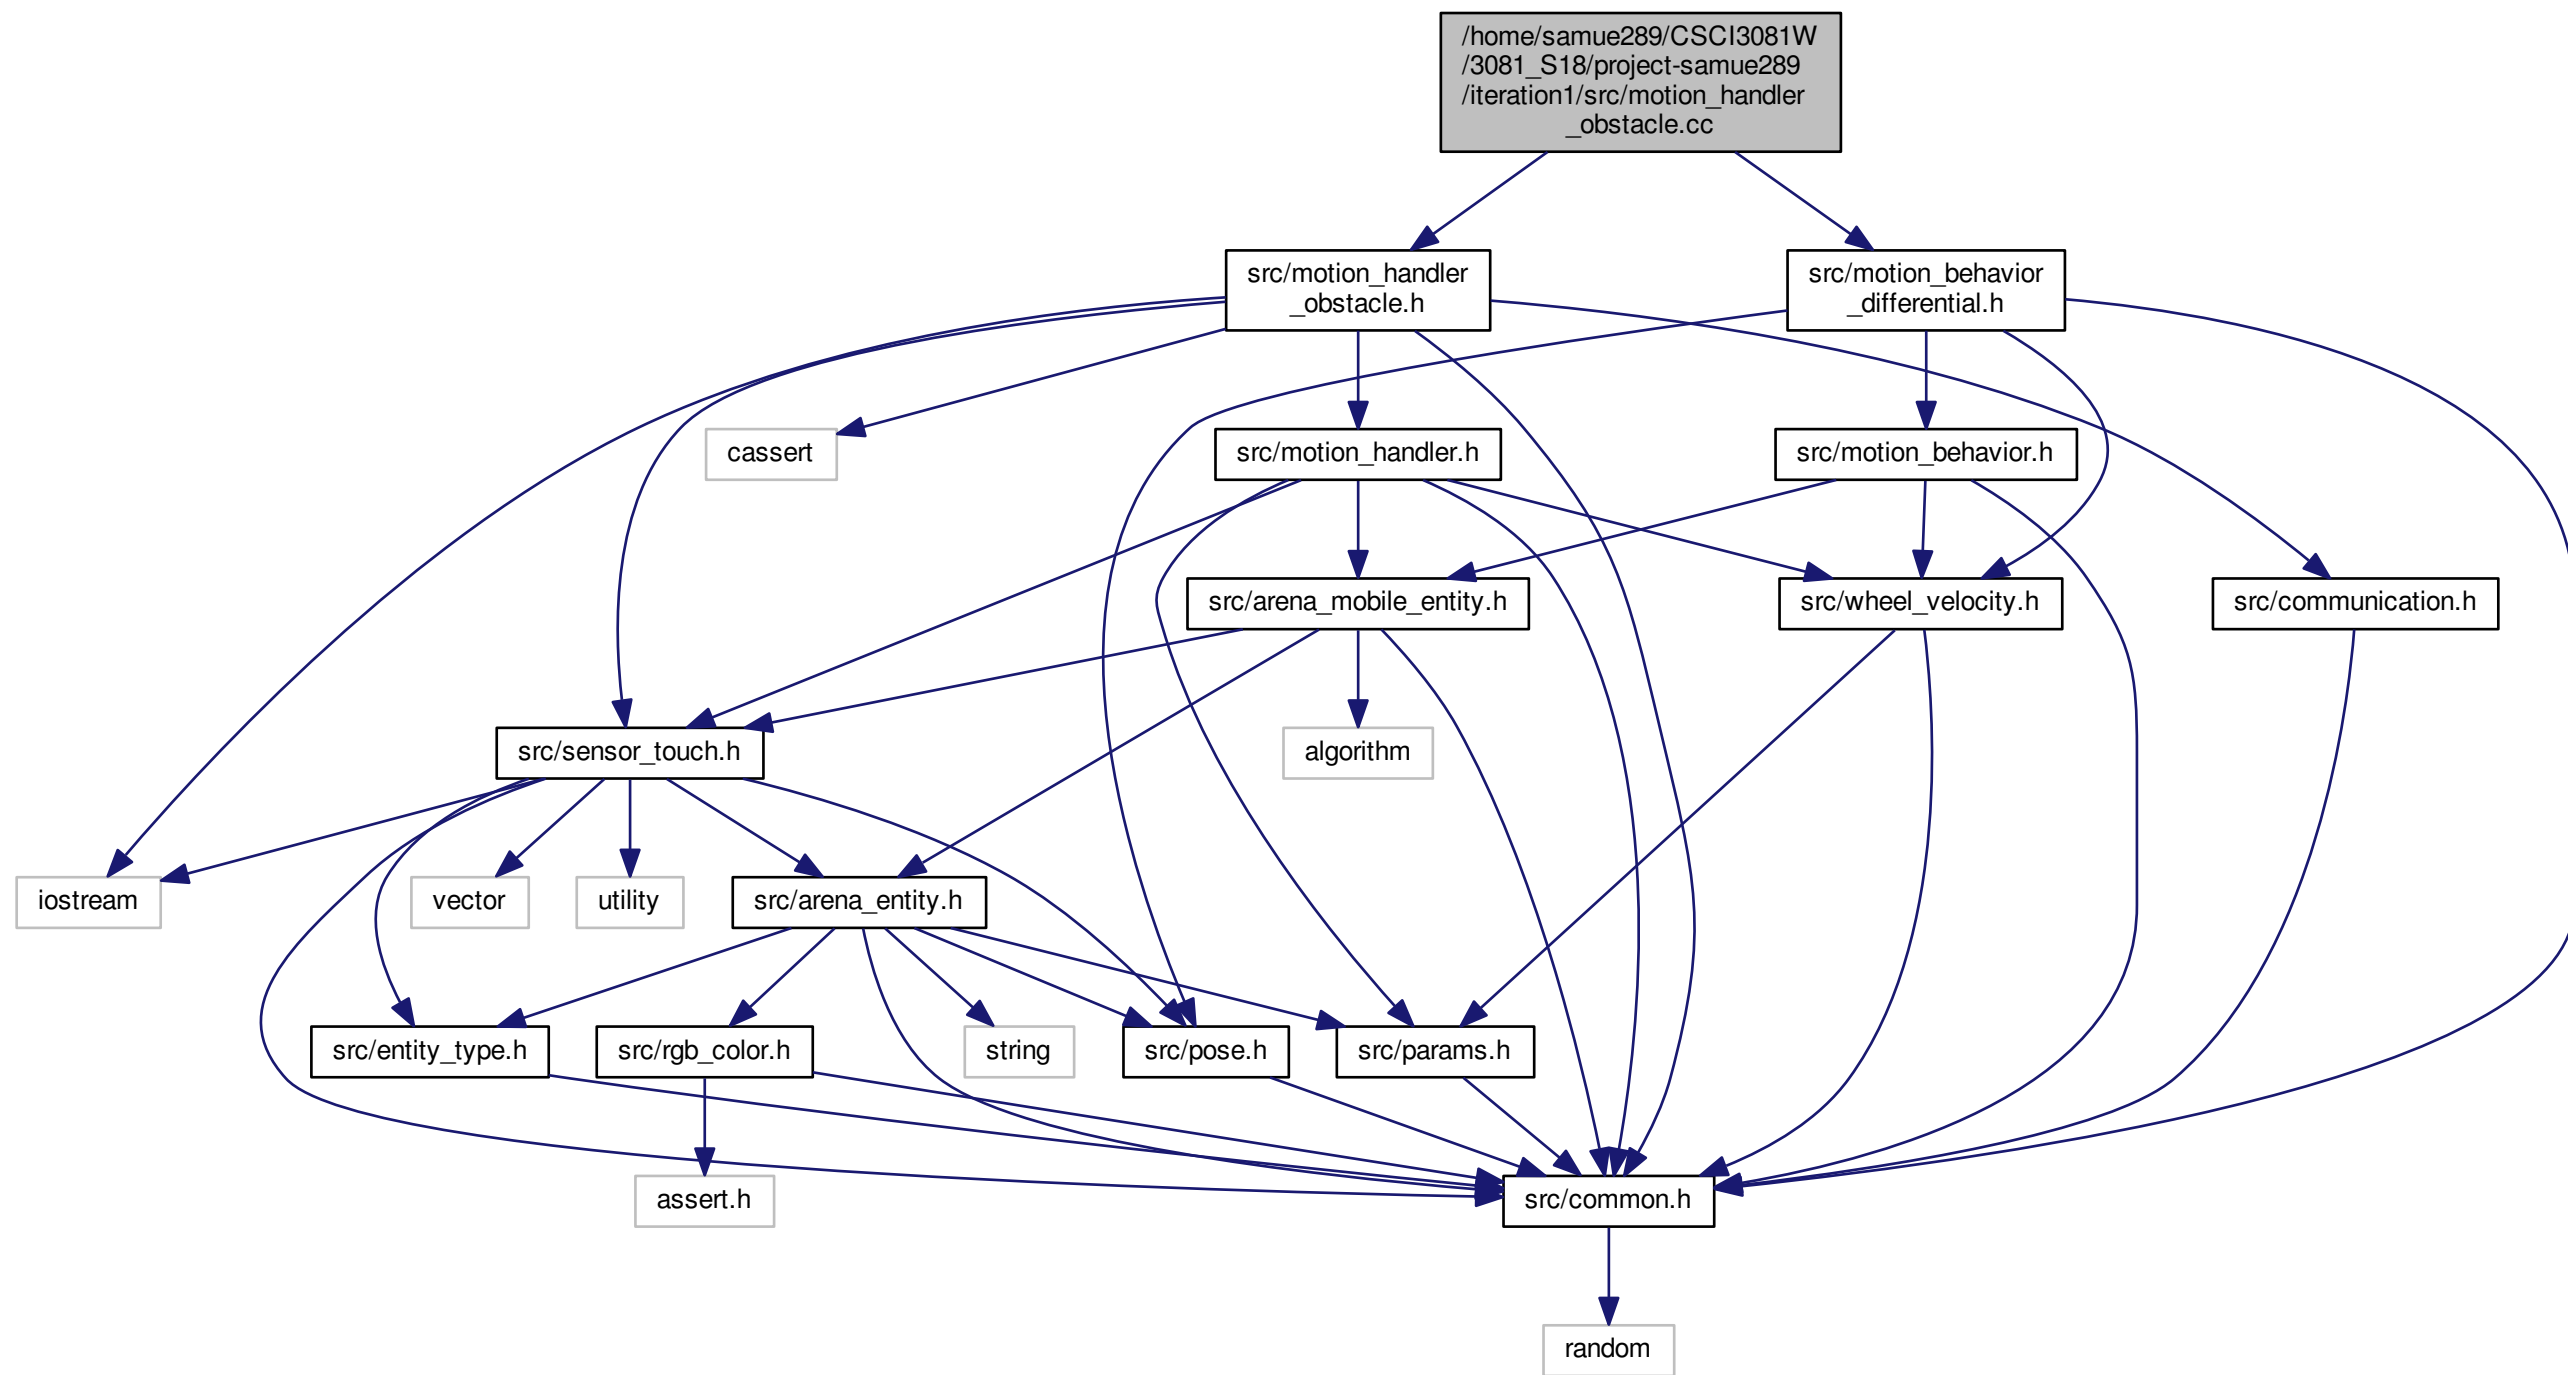 /home/samue289/CSCI3081W
/3081_S18/project-samue289
/iteration1/src/motion_handler
_obstacle.cc
src/motion_handler
_obstacle.h
src/motion_behavior
_differential.h
cassert
src/motion_handler.h
src/motion_behavior.h
src/arena_mobile_entity.h
src/wheel_velocity.h
src/communication.h
src/sensor_touch.h
algorithm
iostream
vector
utility
src/arena_entity.h
src/entity_type.h
src/rgb_color.h
string
src/pose.h
src/params.h
assert.h
src/common.h
random